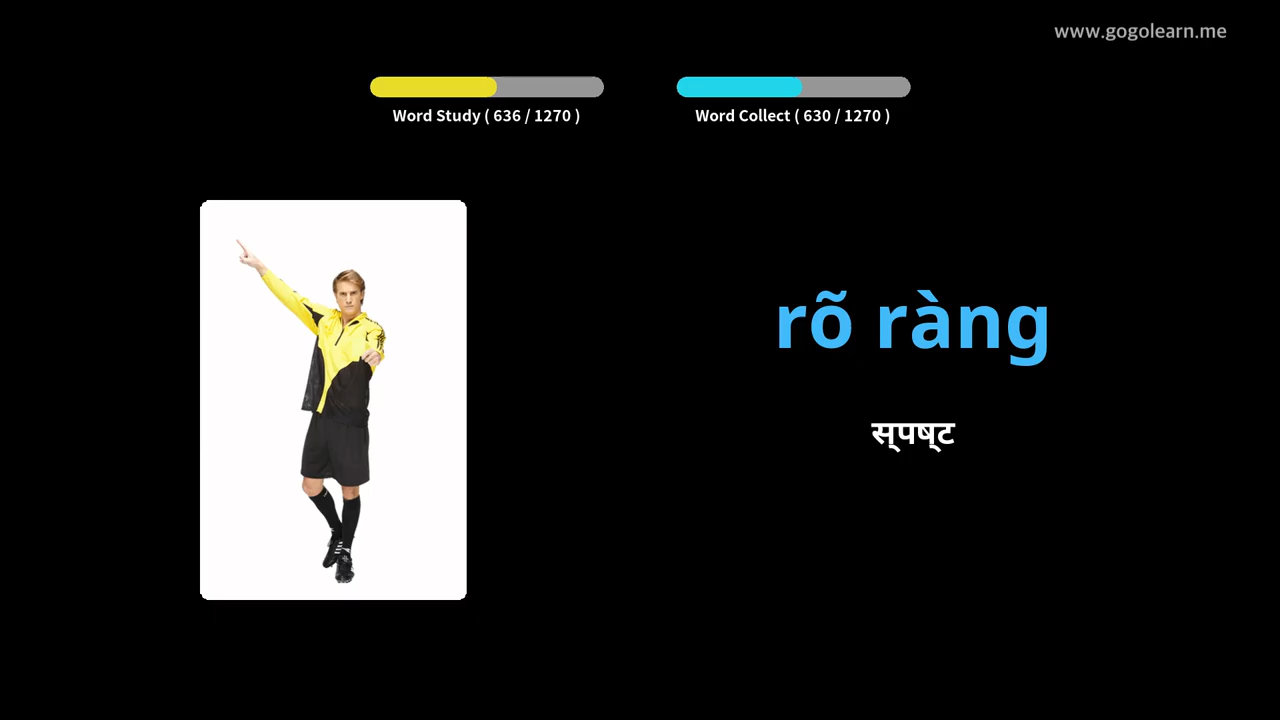 www.gogolearn.me
Word Study ( 636 / 1270 )
Word Collect ( 630 / 1270 )
rõ ràng
स्पष्ट